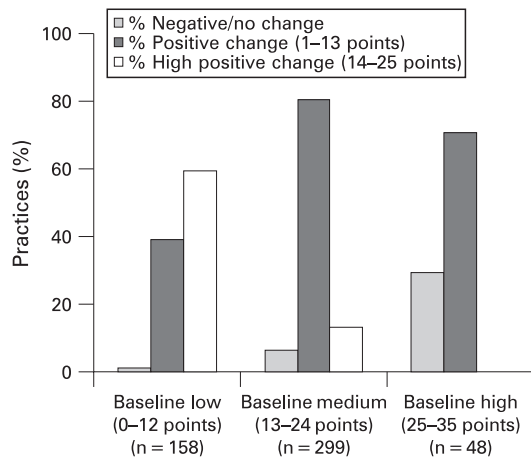 % Negative/no change
% Positive change (1–13 points)
% High positive change (14–25 points)
Practices (%)
100
80
60
40
20
0
Baseline low
(0–12 points)
(n = 158)
Baseline medium
(13–24 points)
(n = 299)
Baseline high
(25–35 points)
(n = 48)